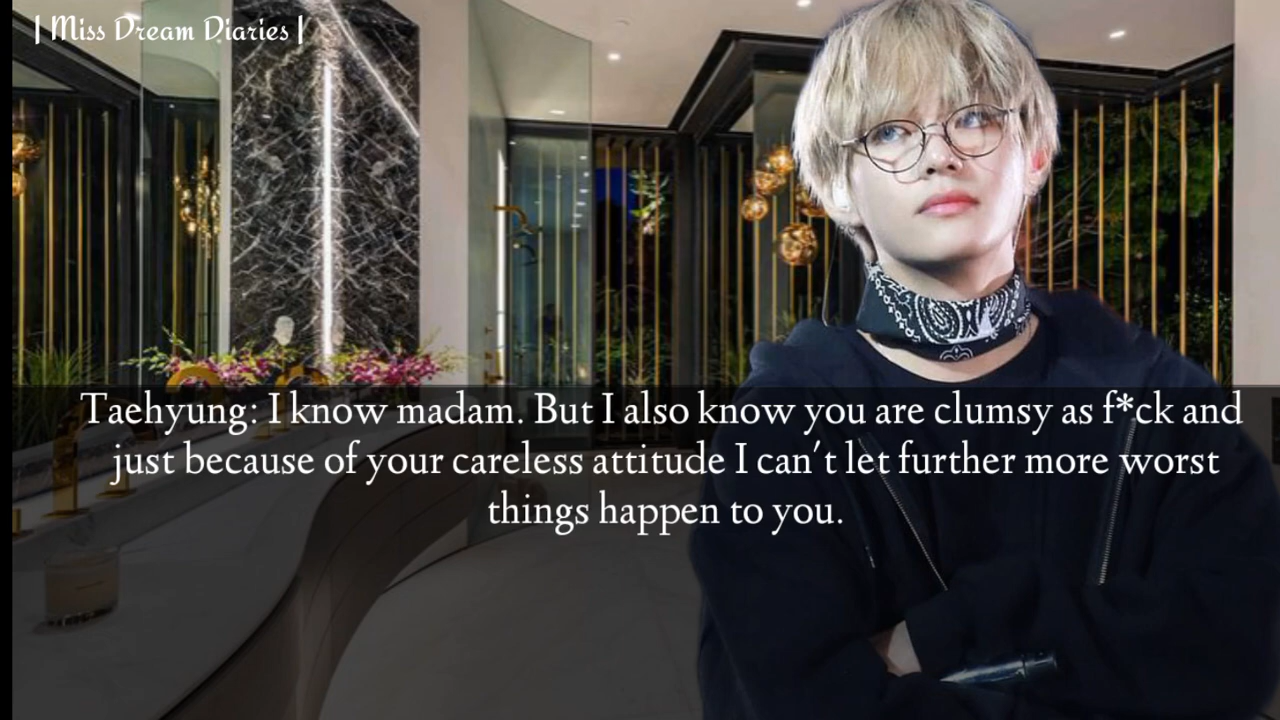 | Miss Dream Diaries |
Taehyung: I know madam. But I also know you are clumsy as f*ck and
just because of your careless attitude I can't let further more worst
things happen to you.